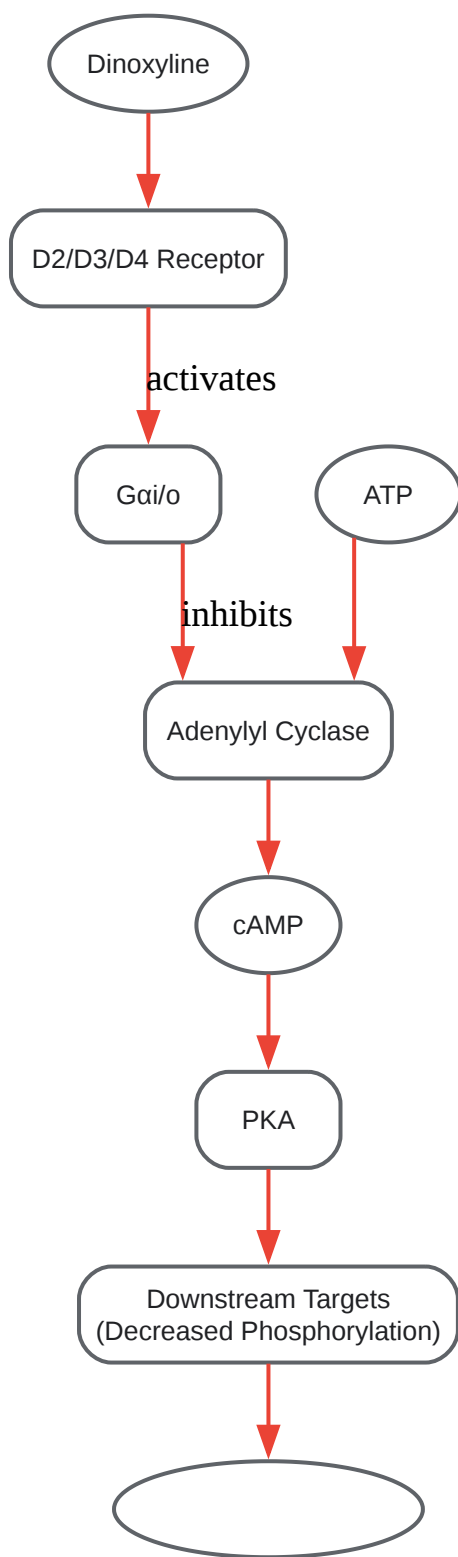 Dinoxyline
D2/D3/D4 Receptor
activates
Gαi/o
ATP
inhibits
Adenylyl Cyclase
cAMP
PKA
Downstream Targets
(Decreased Phosphorylation)